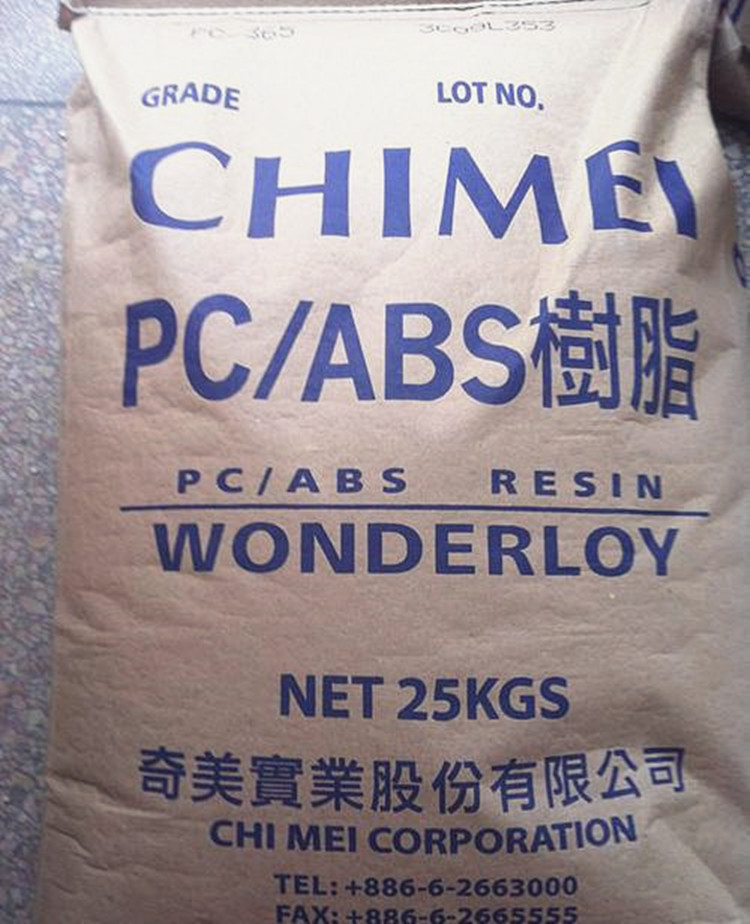 PC-365 3C09L353
GRADE LOT NO.
CHIMEI
PC/ABS樹脂
PC/ABS RESIN
WONDERLOY
NET 25KGS
奇美實業股份有限公司
CHI MEI CORPORATION
TEL: +886-6-2663000
FAX: +886-6-2665555